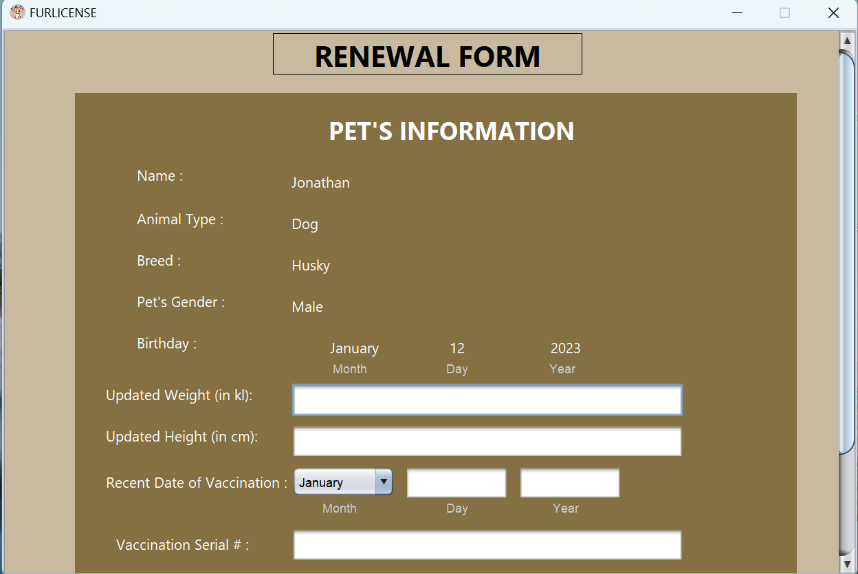 FURLICENSE
RENEWAL FORM
PET'S INFORMATION
Name : Jonathan
Animal Type : Dog
Breed : Husky
Pet's Gender : Male
Birthday : January 12 2023
Month Day Year
Updated Weight (in kl):
Updated Height (in cm):
Recent Date of Vaccination : January
Month Day Year
Vaccination Serial # :